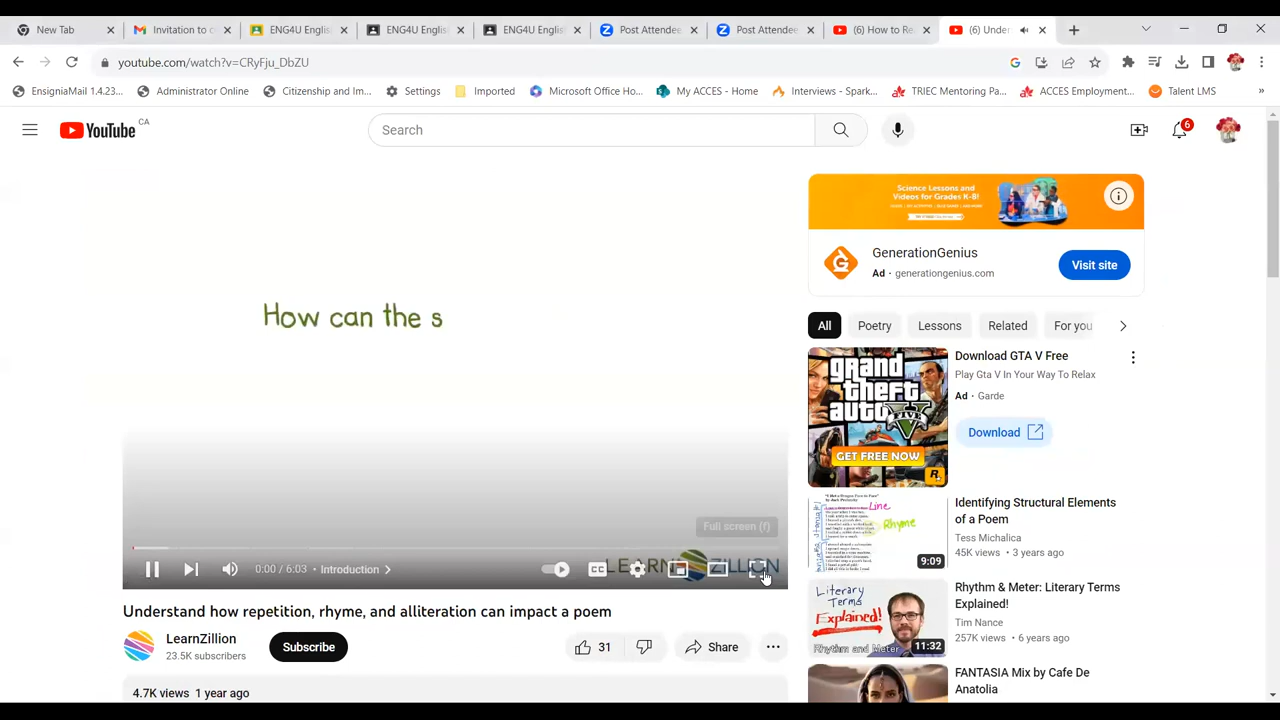 New Tab
Invitation to c
ENG4U Englis
ENG4U Englis
ENG4U Englis
Post Attendee
Post Attendee
(6) How to Re
(6) Under
youtube.com/watch?v=CRyFju_DbZU
EnsigniaMail 1.4.23...
Administrator Online
Citizenship and Im...
Settings
Imported
Microsoft Office Ho...
My ACCES - Home
Interviews - Spark...
TRIEC Mentoring Pa...
ACCES Employment...
Talent LMS
»
YouTube CA
Search
6
Science Lessons and
Videos for Grades K-8!
GenerationGenius
Ad · generationgenius.com
Visit site
How can the s
All
Poetry
Lessons
Related
For you
grand
theft
auto V
FIVE
GET FREE NOW
R
Download GTA V Free
Play Gta V In Your Way To Relax
Ad · Garde
Download
Full screen (f)
LEARN ZILLION
0:00 / 6:03 · Introduction
CC
Line
Rhyme
9:09
Identifying Structural Elements
of a Poem
Tess Michalica
45K views · 3 years ago
Understand how repetition, rhyme, and alliteration can impact a poem
LearnZillion
23.5K subscribers
Subscribe
31
Share
Literary
Terms
Explained!
Rhythm and Meter
11:32
Rhythm & Meter: Literary Terms
Explained!
Tim Nance
257K views · 6 years ago
FANTASIA Mix by Cafe De
Anatolia
4.7K views 1 year ago